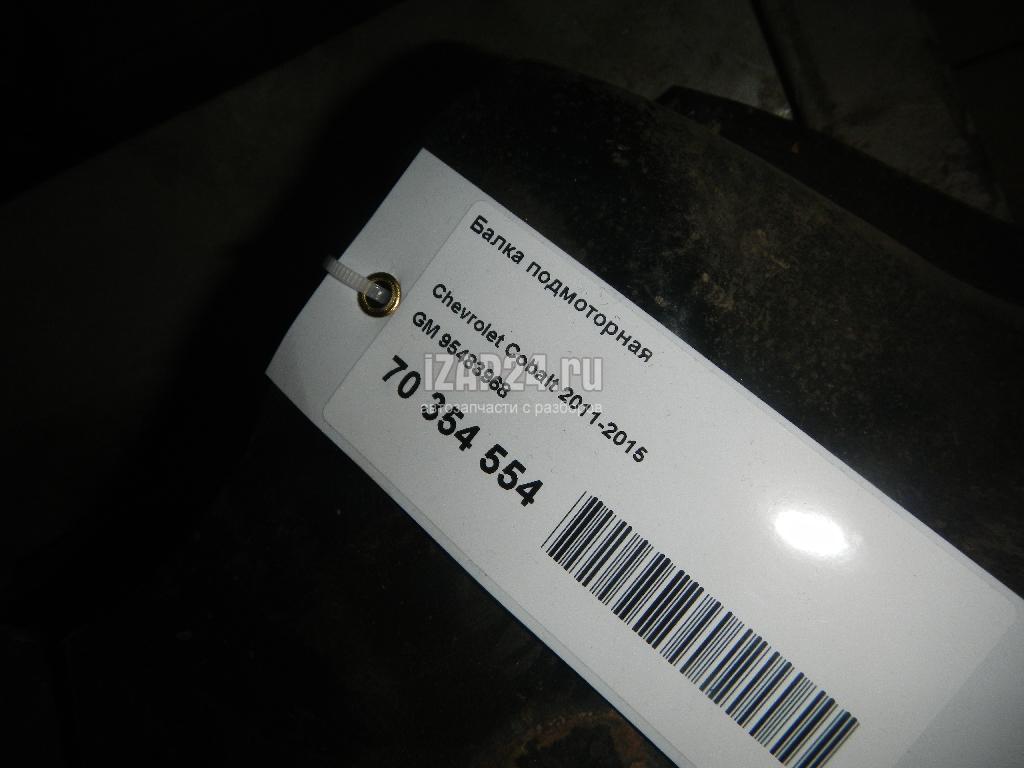 Балка подмоторная
Chevrolet Cobalt 2011-2015
GM 95483968
70 354 554
iZAP24.ru
автозапчасти с разбора